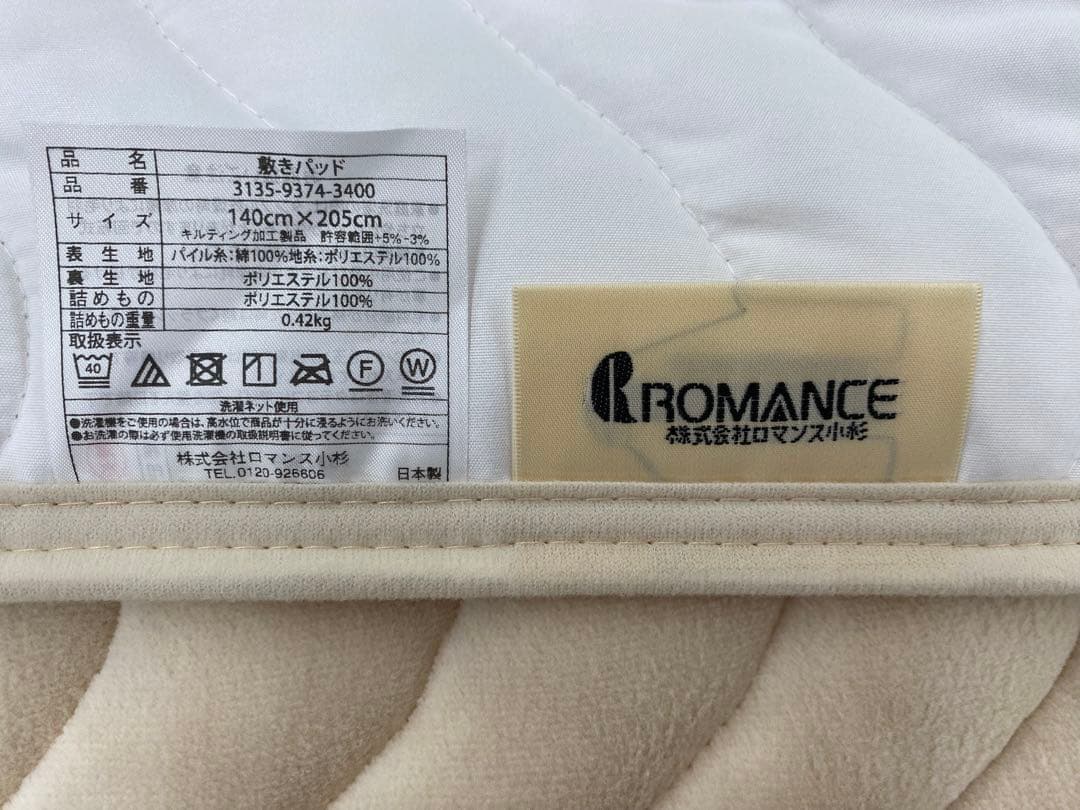 品名 敷きパッド
品番 3135-9374-3400
サイズ 140cm×205cm
キルティング加工製品 許容範囲+5%-3%
表生地 パイル糸:綿100%地糸:ポリエステル100%
裏生地 ポリエステル100%
詰めもの ポリエステル100%
詰めもの重量 0.42kg
取扱表示
40 F W
洗濯ネット使用
●洗濯機をご使用の場合は、高水位で商品が十分に浸るようにお洗いください。
●お洗濯の際は必ず使用洗濯機の取扱説明書に従ってください。
株式会社ロマンス小杉
TEL.0120-926606 日本製
R ROMANCE
株式会社ロマンス小杉